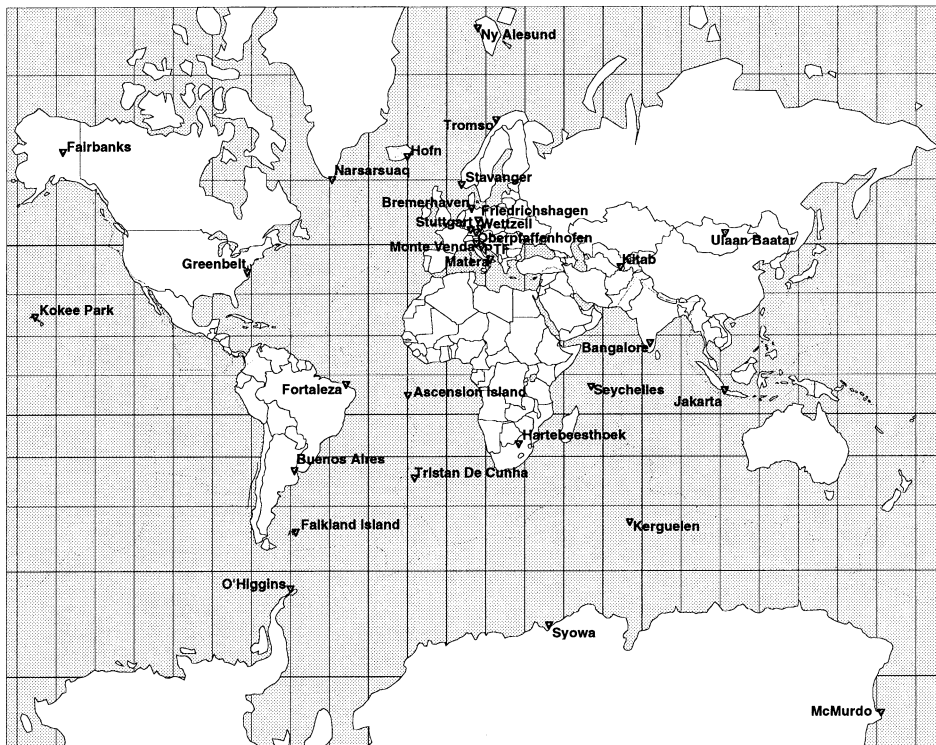 Ny Alesund
Tromso
Fairbanks
Hofn
Narsarsuaq
Stavanger
Bremerhaven
Friedrichshagen
Stuttgart
Wettzell
Oberpfaffenhofen
Ulaan Baatar
Monte Venda
PTF
Matera
Greenbelt
Kitab
Kokee Park
Bangalore
Fortaleza
Ascension Island
Seychelles
Jakarta
Hartebeesthoek
Buenos Aires
Tristan De Cunha
Falkland Island
Kerguelen
O'Higgins
Syowa
McMurdo